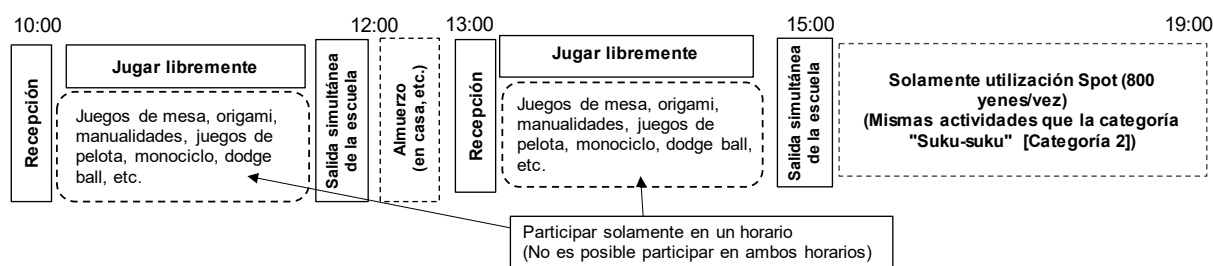 10:00
12:00
13:00
15:00
19:00
Recepción
Jugar libremente
Juegos de mesa, origami,
manualidades, juegos de
pelota, monociclo, dodge
ball, etc.
Salida simultánea
de la escuela
Almuerzo
(en casa, etc.)
Recepción
Jugar libremente
Juegos de mesa, origami,
manualidades, juegos de
pelota, monociclo, dodge ball,
etc.
Salida simultánea
de la escuela
Solamente utilización Spot (800
yenes/vez)
(Mismas actividades que la categoría
"Suku-suku" [Categoría 2])
Participar solamente en un horario
(No es posible participar en ambos horarios)